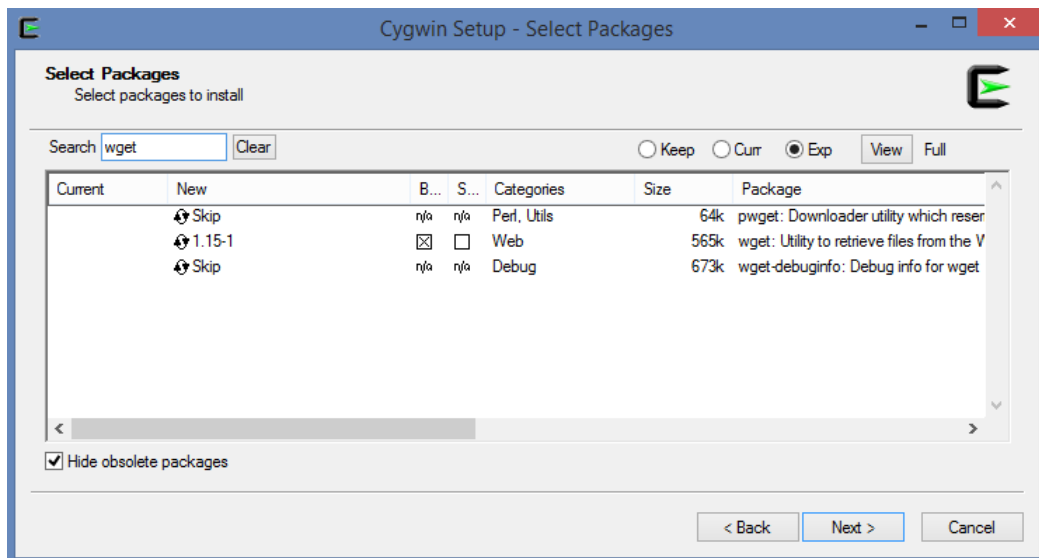 Cygwin Setup - Select Packages
Select Packages
Select packages to install
Search wget Clear Keep Curr Exp View Full
Current New B... S... Categories Size Package
Skip n/a n/a Perl, Utils 64k pwget: Downloader utility which reser
1.15-1 Web 565k wget: Utility to retrieve files from the W
Skip n/a n/a Debug 673k wget-debuginfo: Debug info for wget
Hide obsolete packages
< Back Next > Cancel